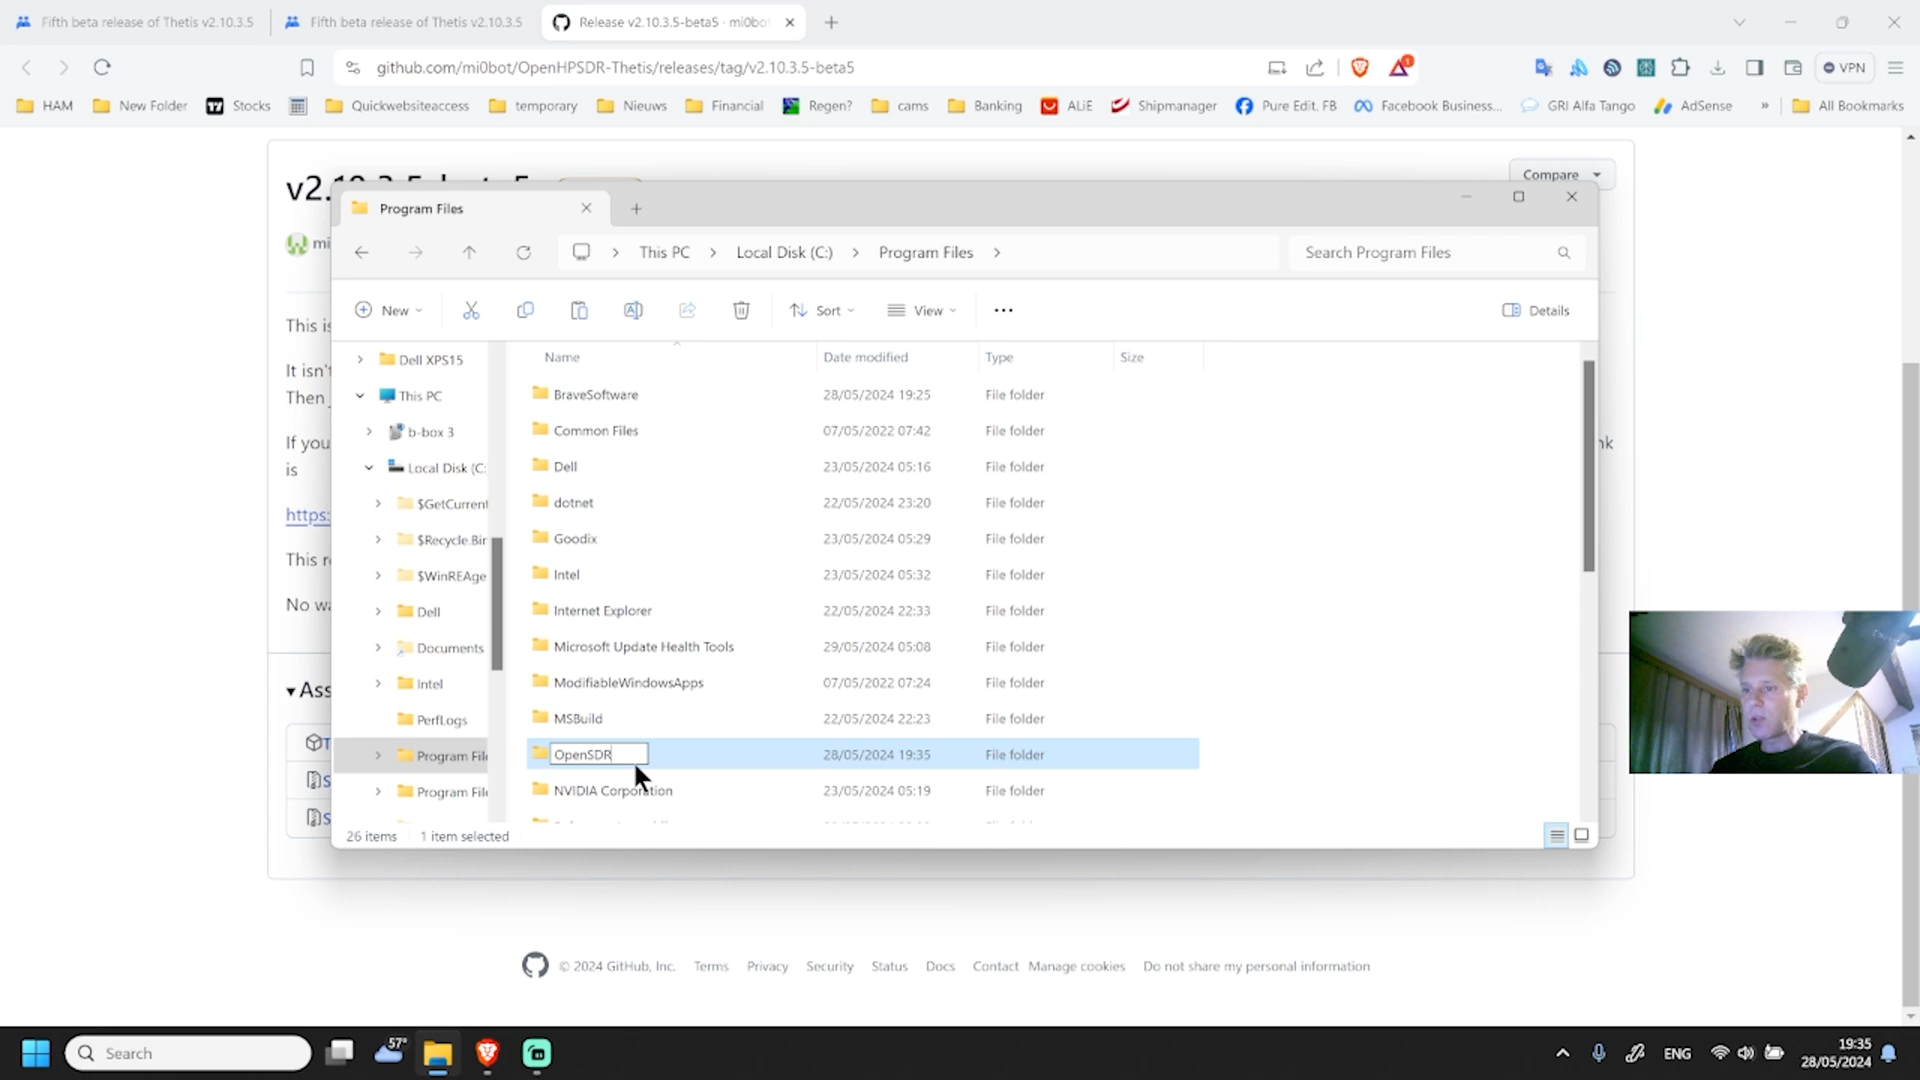 Fifth beta release of Thetis v2.10.3.5
Fifth beta release of Thetis v2.10.3.5
Release v2.10.3.5-beta5 · mi0bot
github.com/mi0bot/OpenHPSDR-Thetis/releases/tag/v2.10.3.5-beta5
VPN
HAM
New Folder
Stocks
Quickwebsiteaccess
temporary
Nieuws
Financial
Regen?
cams
Banking
ALiE
Shipmanager
Pure Edit. FB
Facebook Business...
GRI Alfa Tango
AdSense
»
All Bookmarks
Compare
mi
This is
It isn't
Then
If you
nk
is
https:
This re
No wa
Ass
Program Files
This PC > Local Disk (C:) > Program Files >
Search Program Files
New
Sort
View
Details
Dell XPS15
This PC
b-box 3
Local Disk (C:
$GetCurrent
$Recycle.Bin
$WinREAge
Dell
Documents
Intel
PerfLogs
Program File
Program File
Name Date modified Type Size
BraveSoftware 28/05/2024 19:25 File folder
Common Files 07/05/2022 07:42 File folder
Dell 23/05/2024 05:16 File folder
dotnet 22/05/2024 23:20 File folder
Goodix 23/05/2024 05:29 File folder
Intel 23/05/2024 05:32 File folder
Internet Explorer 22/05/2024 22:33 File folder
Microsoft Update Health Tools 29/05/2024 05:08 File folder
ModifiableWindowsApps 07/05/2022 07:24 File folder
MSBuild 22/05/2024 22:23 File folder
OpenSDR 28/05/2024 19:35 File folder
NVIDIA Corporation 23/05/2024 05:19 File folder
26 items 1 item selected
© 2024 GitHub, Inc. Terms Privacy Security Status Docs Contact Manage cookies Do not share my personal information
Search
57°
ENG
19:35
28/05/2024